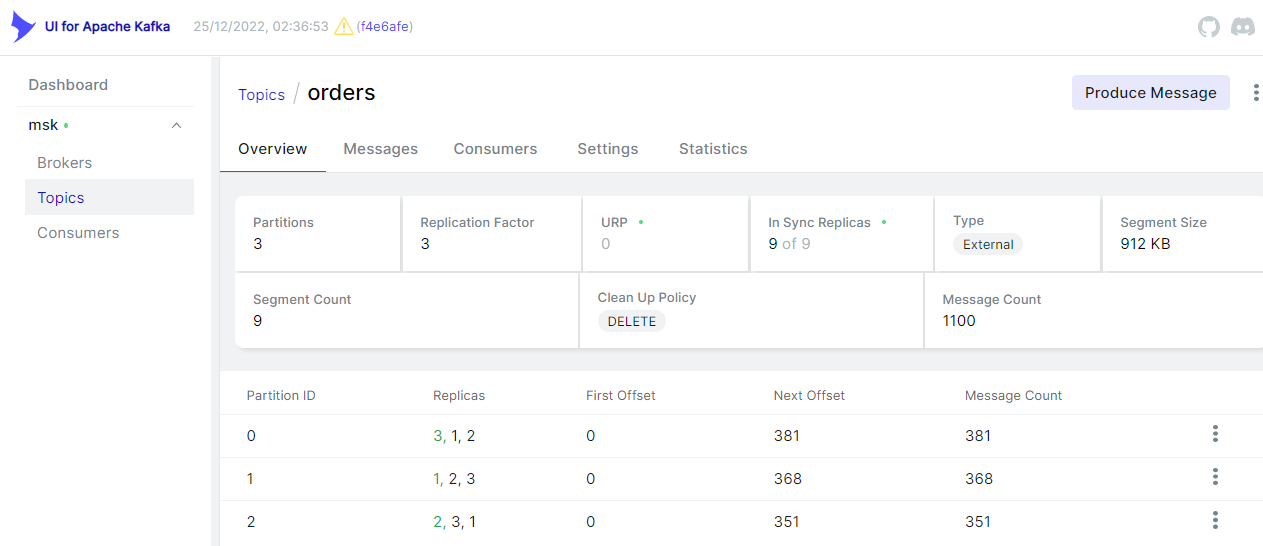 UI for Apache Kafka 25/12/2022, 02:36:53 (f4e6afe)
Dashboard
msk
Brokers
Topics
Consumers
Topics / orders
Produce Message
Overview Messages Consumers Settings Statistics
Partitions
3
Replication Factor
3
URP
0
In Sync Replicas
9 of 9
Type
External
Segment Size
912 KB
Segment Count
9
Clean Up Policy
DELETE
Message Count
1100
Partition ID Replicas First Offset Next Offset Message Count
0 3, 1, 2 0 381 381
1 1, 2, 3 0 368 368
2 2, 3, 1 0 351 351